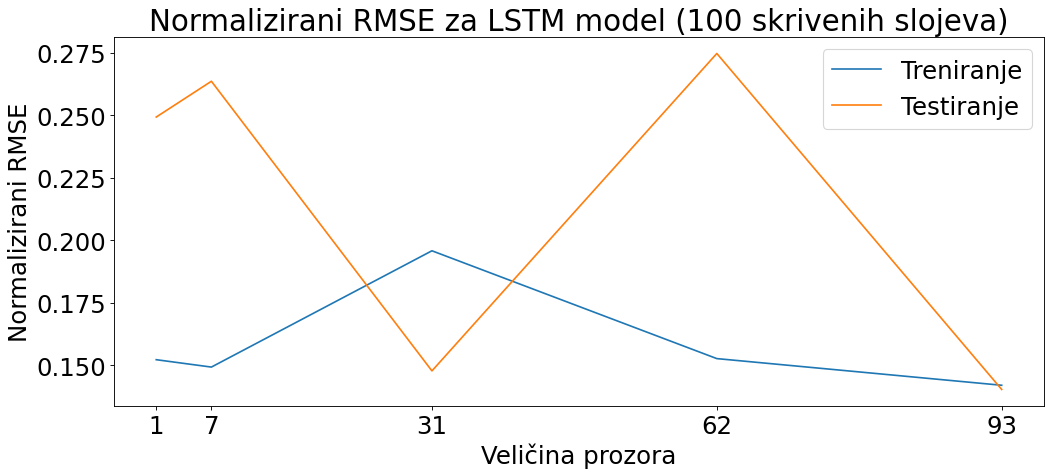 Normalizirani RMSE za LSTM model (100 skrivenih slojeva)
Treniranje
Testiranje
Normalizirani RMSE
0.275
0.250
0.225
0.200
0.175
0.150
1 7 31 62 93
Veličina prozora